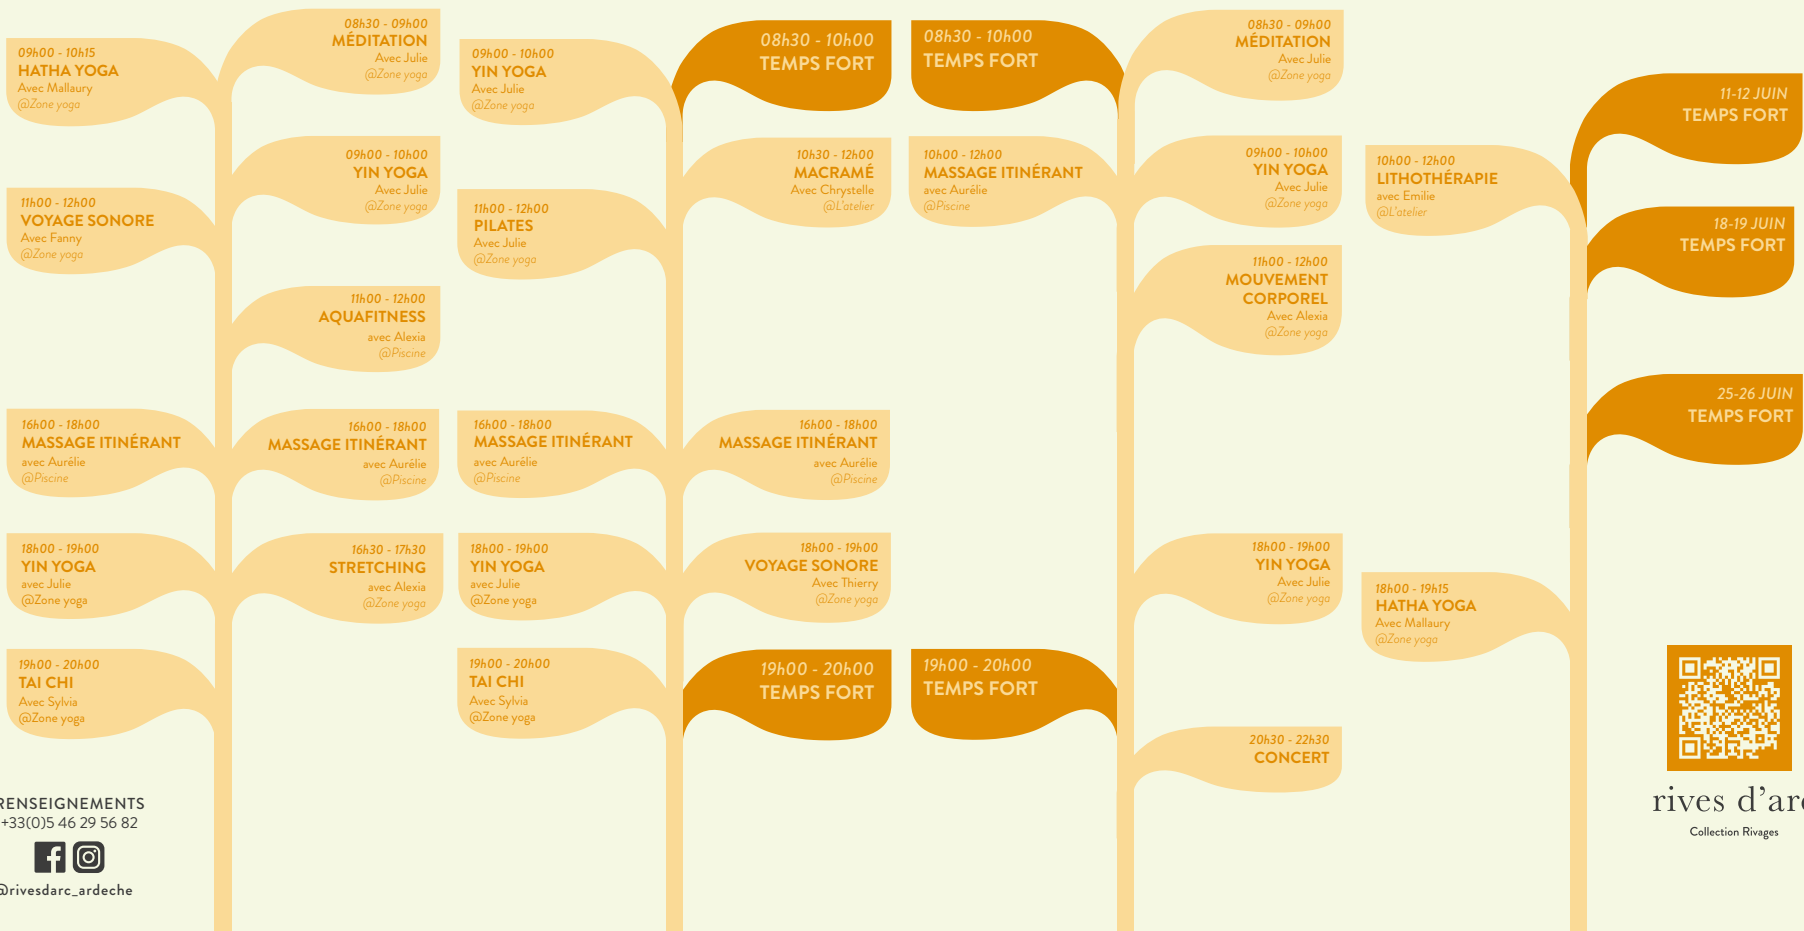 09h00 - 10h15
HATHA YOGA
Avec Mallaury
@Zone yoga
11h00 - 12h00
VOYAGE SONORE
Avec Fanny
@Zone yoga
16h00 - 18h00
MASSAGE ITINÉRANT
avec Aurélie
@Piscine
18h00 - 19h00
YIN YOGA
avec Julie
@Zone yoga
19h00 - 20h00
TAI CHI
Avec Sylvia
@Zone yoga
08h30 - 09h00
MÉDITATION
Avec Julie
@Zone yoga
09h00 - 10h00
YIN YOGA
Avec Julie
@Zone yoga
11h00 - 12h00
AQUAFITNESS
avec Alexia
@Piscine
16h00 - 18h00
MASSAGE ITINÉRANT
avec Aurélie
@Piscine
16h30 - 17h30
STRETCHING
avec Alexia
@Zone yoga
09h00 - 10h00
YIN YOGA
Avec Julie
@Zone yoga
11h00 - 12h00
PILATES
Avec Julie
@Zone yoga
16h00 - 18h00
MASSAGE ITINÉRANT
avec Aurélie
@Piscine
18h00 - 19h00
YIN YOGA
avec Julie
@Zone yoga
19h00 - 20h00
TAI CHI
Avec Sylvia
@Zone yoga
08h30 - 10h00
TEMPS FORT
10h30 - 12h00
MACRAMÉ
Avec Chrystelle
@L'atelier
16h00 - 18h00
MASSAGE ITINÉRANT
avec Aurélie
@Piscine
18h00 - 19h00
VOYAGE SONORE
Avec Thierry
@Zone yoga
19h00 - 20h00
TEMPS FORT
08h30 - 10h00
TEMPS FORT
10h00 - 12h00
MASSAGE ITINÉRANT
avec Aurélie
@Piscine
19h00 - 20h00
TEMPS FORT
08h30 - 09h00
MÉDITATION
Avec Julie
@Zone yoga
09h00 - 10h00
YIN YOGA
Avec Julie
@Zone yoga
11h00 - 12h00
MOUVEMENT
CORPOREL
Avec Alexia
@Zone yoga
18h00 - 19h00
YIN YOGA
Avec Julie
@Zone yoga
20h30 - 22h30
CONCERT
10h00 - 12h00
LITHOTHÉRAPIE
avec Emilie
@L'atelier
18h00 - 19h15
HATHA YOGA
Avec Mallaury
@Zone yoga
11-12 JUIN
TEMPS FORT
18-19 JUIN
TEMPS FORT
25-26 JUIN
TEMPS FORT
RENSEIGNEMENTS
+33(0)5 46 29 56 82
@rivesdarc_ardeche
rives d'arc
Collection Rivages